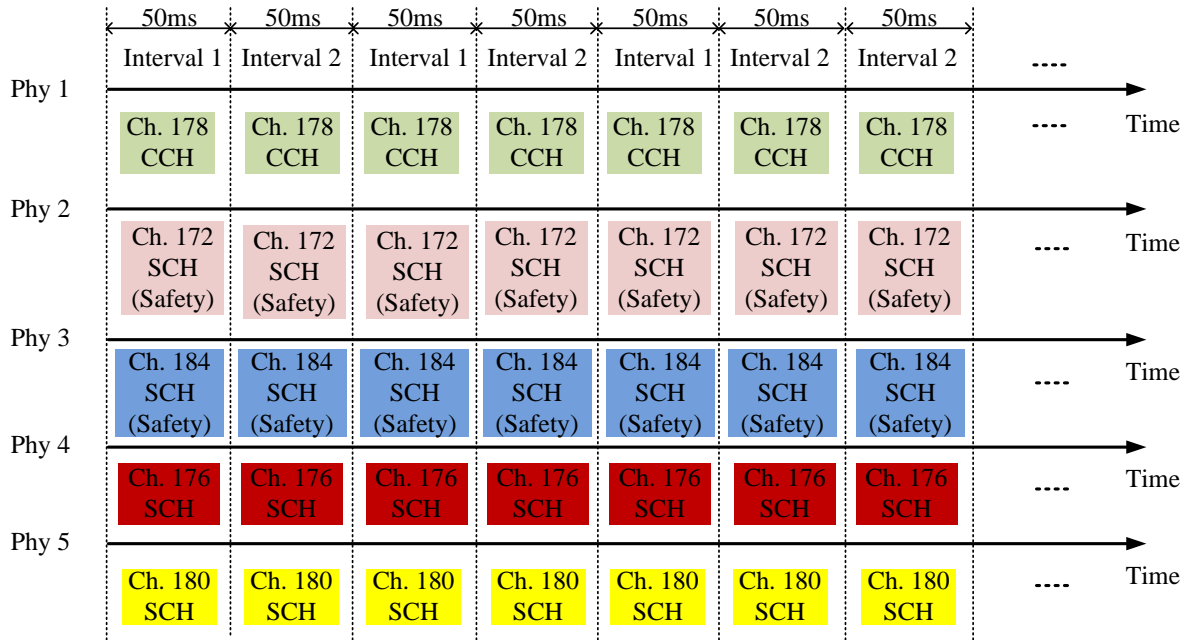 50ms 50ms 50ms 50ms 50ms 50ms 50ms
Interval 1 Interval 2 Interval 1 Interval 2 Interval 1 Interval 2 Interval 2 ----
Phy 1
Ch. 178 Ch. 178 Ch. 178 Ch. 178 Ch. 178 Ch. 178 Ch. 178 ---- Time
CCH CCH CCH CCH CCH CCH CCH
Phy 2
Ch. 172 Ch. 172 Ch. 172 Ch. 172 Ch. 172 Ch. 172 Ch. 172 ---- Time
SCH SCH SCH SCH SCH SCH SCH
(Safety) (Safety) (Safety) (Safety) (Safety) (Safety) (Safety)
Phy 3
Ch. 184 Ch. 184 Ch. 184 Ch. 184 Ch. 184 Ch. 184 Ch. 184 ---- Time
SCH SCH SCH SCH SCH SCH SCH
(Safety) (Safety) (Safety) (Safety) (Safety) (Safety) (Safety)
Phy 4
Ch. 176 Ch. 176 Ch. 176 Ch. 176 Ch. 176 Ch. 176 Ch. 176 ---- Time
SCH SCH SCH SCH SCH SCH SCH
Phy 5
Ch. 180 Ch. 180 Ch. 180 Ch. 180 Ch. 180 Ch. 180 Ch. 180 ---- Time
SCH SCH SCH SCH SCH SCH SCH